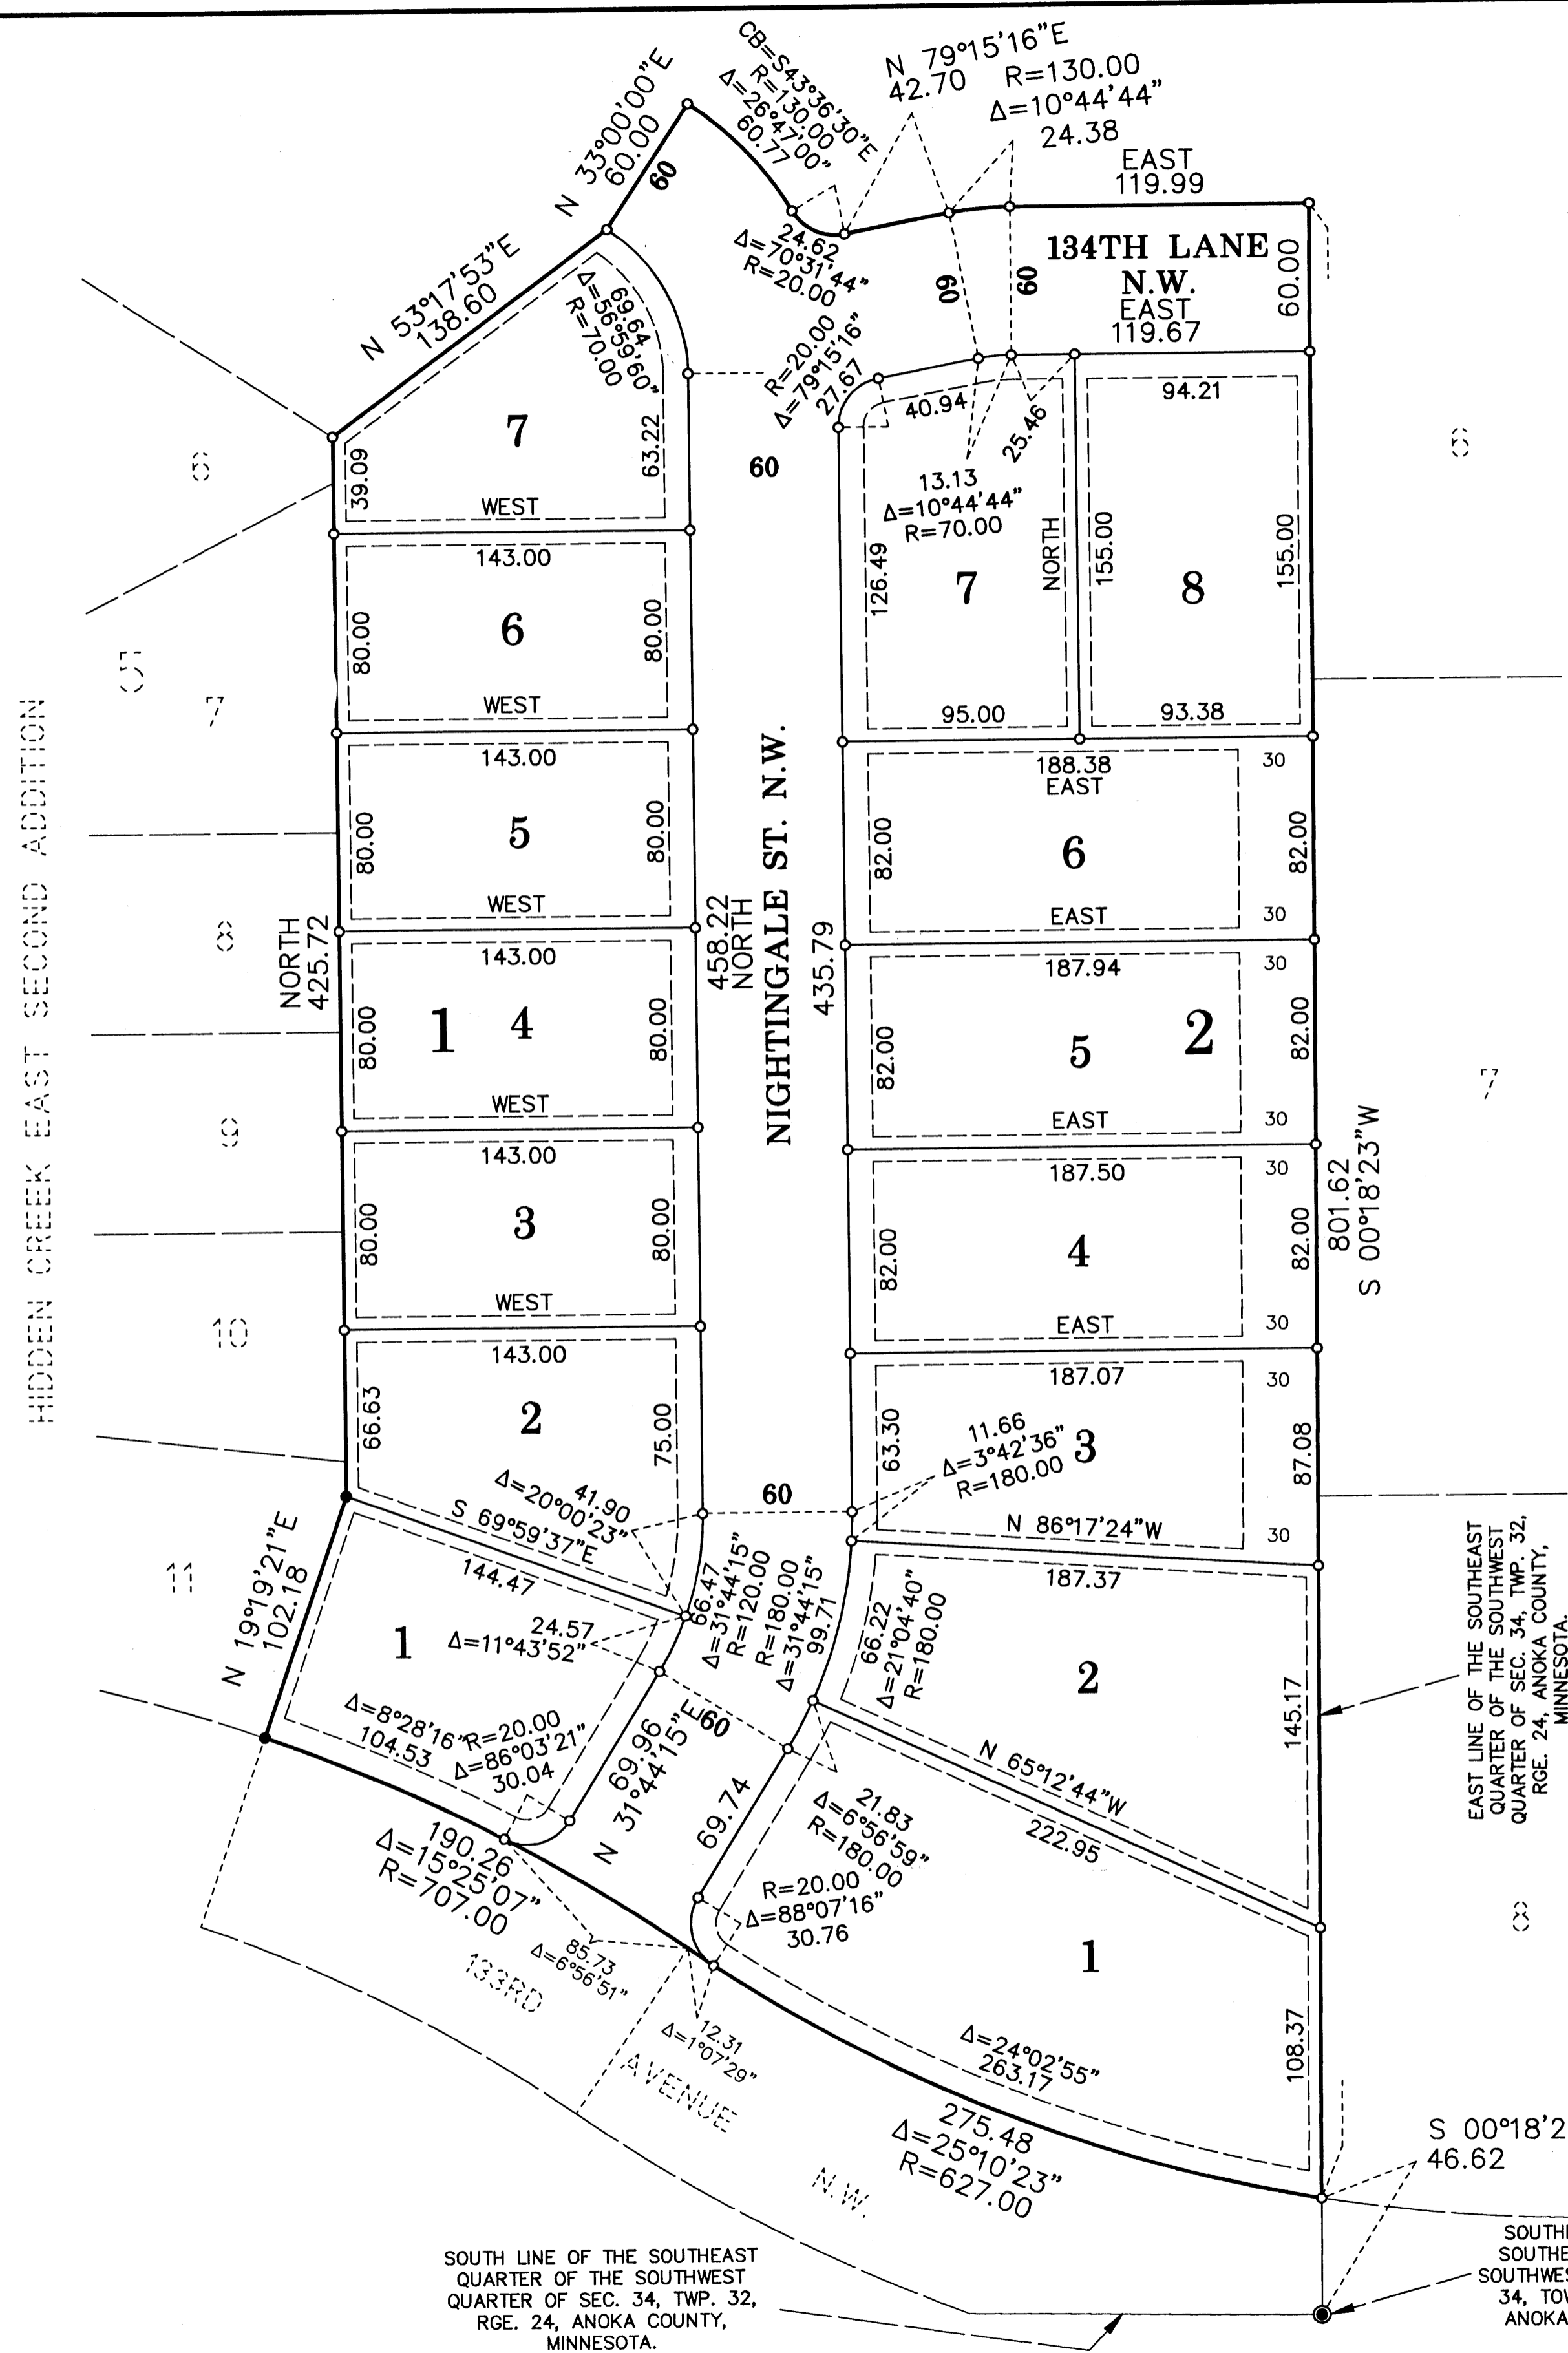 N 33°00'00"E
60.00
60
CB=S43°36'30"E
R=130.00
Δ=26°47'00"
60.77
N 79°15'16"E
42.70
R=130.00
Δ=10°44'44"
24.38
EAST
119.99
24.62
Δ=70°31'44"
R=20.00
134TH LANE
N.W.
EAST
119.67
60.00
60
60
N 53°17'53"E
138.60
69.64
Δ=56°59'60"
R=70.00
R=20.00
Δ=79°15'16"
27.67
40.94
25.46
13.13
Δ=10°44'44"
R=70.00
94.21
6
39.09
7
63.22
WEST
60
126.49
7
NORTH
155.00
8
155.00
95.00
93.38
6
5
7
143.00
80.00
6
80.00
WEST
143.00
80.00
5
80.00
WEST
188.38
EAST
30
82.00
6
82.00
EAST
30
HIDDEN CREEK EAST SECOND ADDITION
8
NORTH
425.72
143.00
80.00
1
4
80.00
WEST
458.22
NORTH
NIGHTINGALE ST. N.W.
435.79
187.94
30
82.00
5
2
82.00
EAST
30
7
9
143.00
80.00
3
80.00
WEST
187.50
30
82.00
4
82.00
EAST
30
801.62
S 00°18'23"W
10
143.00
66.63
2
75.00
41.90
Δ=20°00'23"
S 69°59'37"E
144.47
187.07
30
63.30
11.66
Δ=3°42'36"
R=180.00
3
87.08
N 86°17'24"W
30
60
11
N 19°19'21"E
102.18
1
24.57
Δ=11°43'52"
66.47
Δ=31°44'15"
R=120.00
R=180.00
Δ=31°44'15"
99.71
66.22
Δ=21°04'40"
R=180.00
187.37
2
145.17
N 65°12'44"W
222.95
EAST LINE OF THE SOUTHEAST
QUARTER OF THE SOUTHWEST
QUARTER OF SEC. 34, TWP. 32,
RGE. 24, ANOKA COUNTY,
MINNESOTA.
Δ=8°28'16"
104.53
R=20.00
Δ=86°03'21"
30.04
69.96
N 31°44'15"E
60
69.74
21.83
Δ=6°56'59"
R=180.00
R=20.00
Δ=88°07'16"
30.76
190.26
Δ=15°25'07"
R=707.00
85.73
Δ=6°56'51"
12.31
Δ=1°07'29"
133RD
AVENUE
N.W.
1
108.37
8
Δ=24°02'55"
263.17
275.48
Δ=25°10'23"
R=627.00
S 00°18'2
46.62
SOUTH LINE OF THE SOUTHEAST
QUARTER OF THE SOUTHWEST
QUARTER OF SEC. 34, TWP. 32,
RGE. 24, ANOKA COUNTY,
MINNESOTA.
SOUTHE
SOUTHE
SOUTHWES
34, TOW
ANOKA